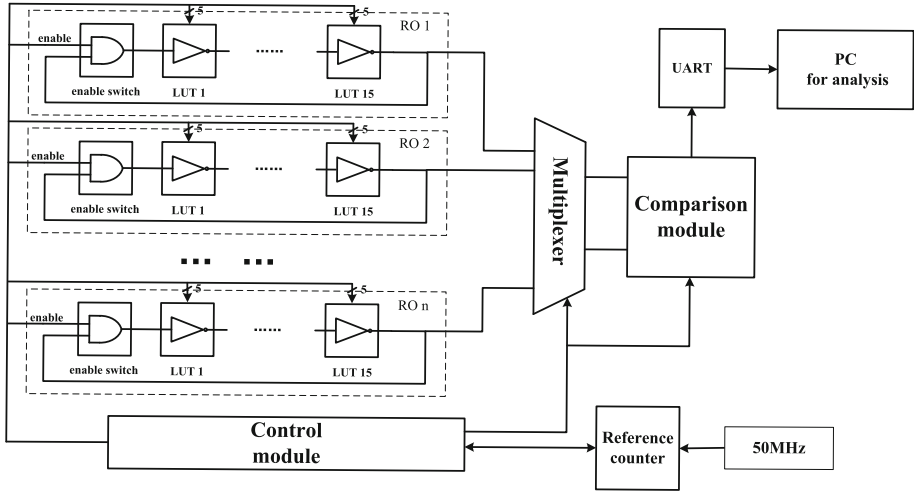 5
5
RO 1
enable
enable switch
LUT 1
......
LUT 15
UART
PC
for analysis
5
5
RO 2
enable
enable switch
LUT 1
......
LUT 15
Multiplexer
Comparison
module
... ...
5
5
RO n
enable
enable switch
LUT 1
......
LUT 15
Control
module
Reference
counter
50MHz